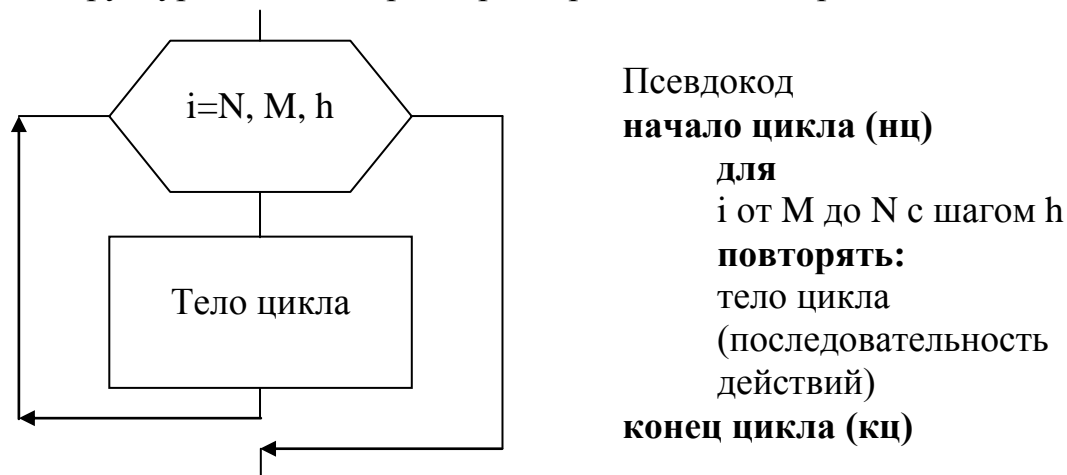 i=N, M, h
Тело цикла
Псевдокод
начало цикла (нц)
для
i от M до N с шагом h
повторять:
тело цикла
(последовательность
действий)
конец цикла (кц)